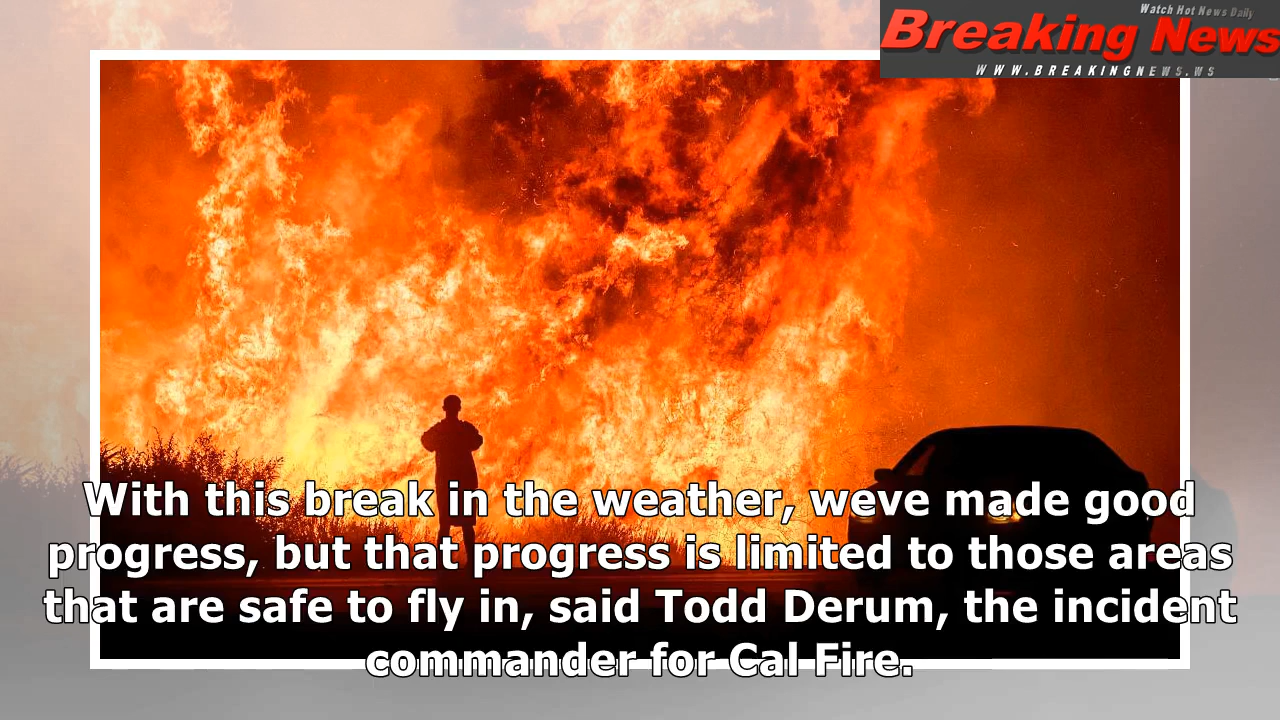 Watch Hot News Daily
Breaking News
WWW.BREAKINGNEWS.WS
With this break in the weather, weve made good
progress, but that progress is limited to those areas
that are safe to fly in, said Todd Derum, the incident
commander for Cal Fire.